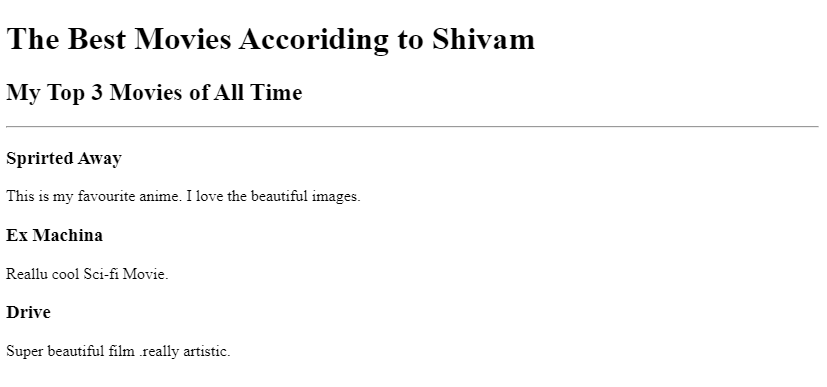 The Best Movies Accoriding to Shivam
My Top 3 Movies of All Time
Sprirted Away
This is my favourite anime. I love the beautiful images.
Ex Machina
Reallu cool Sci-fi Movie.
Drive
Super beautiful film .really artistic.